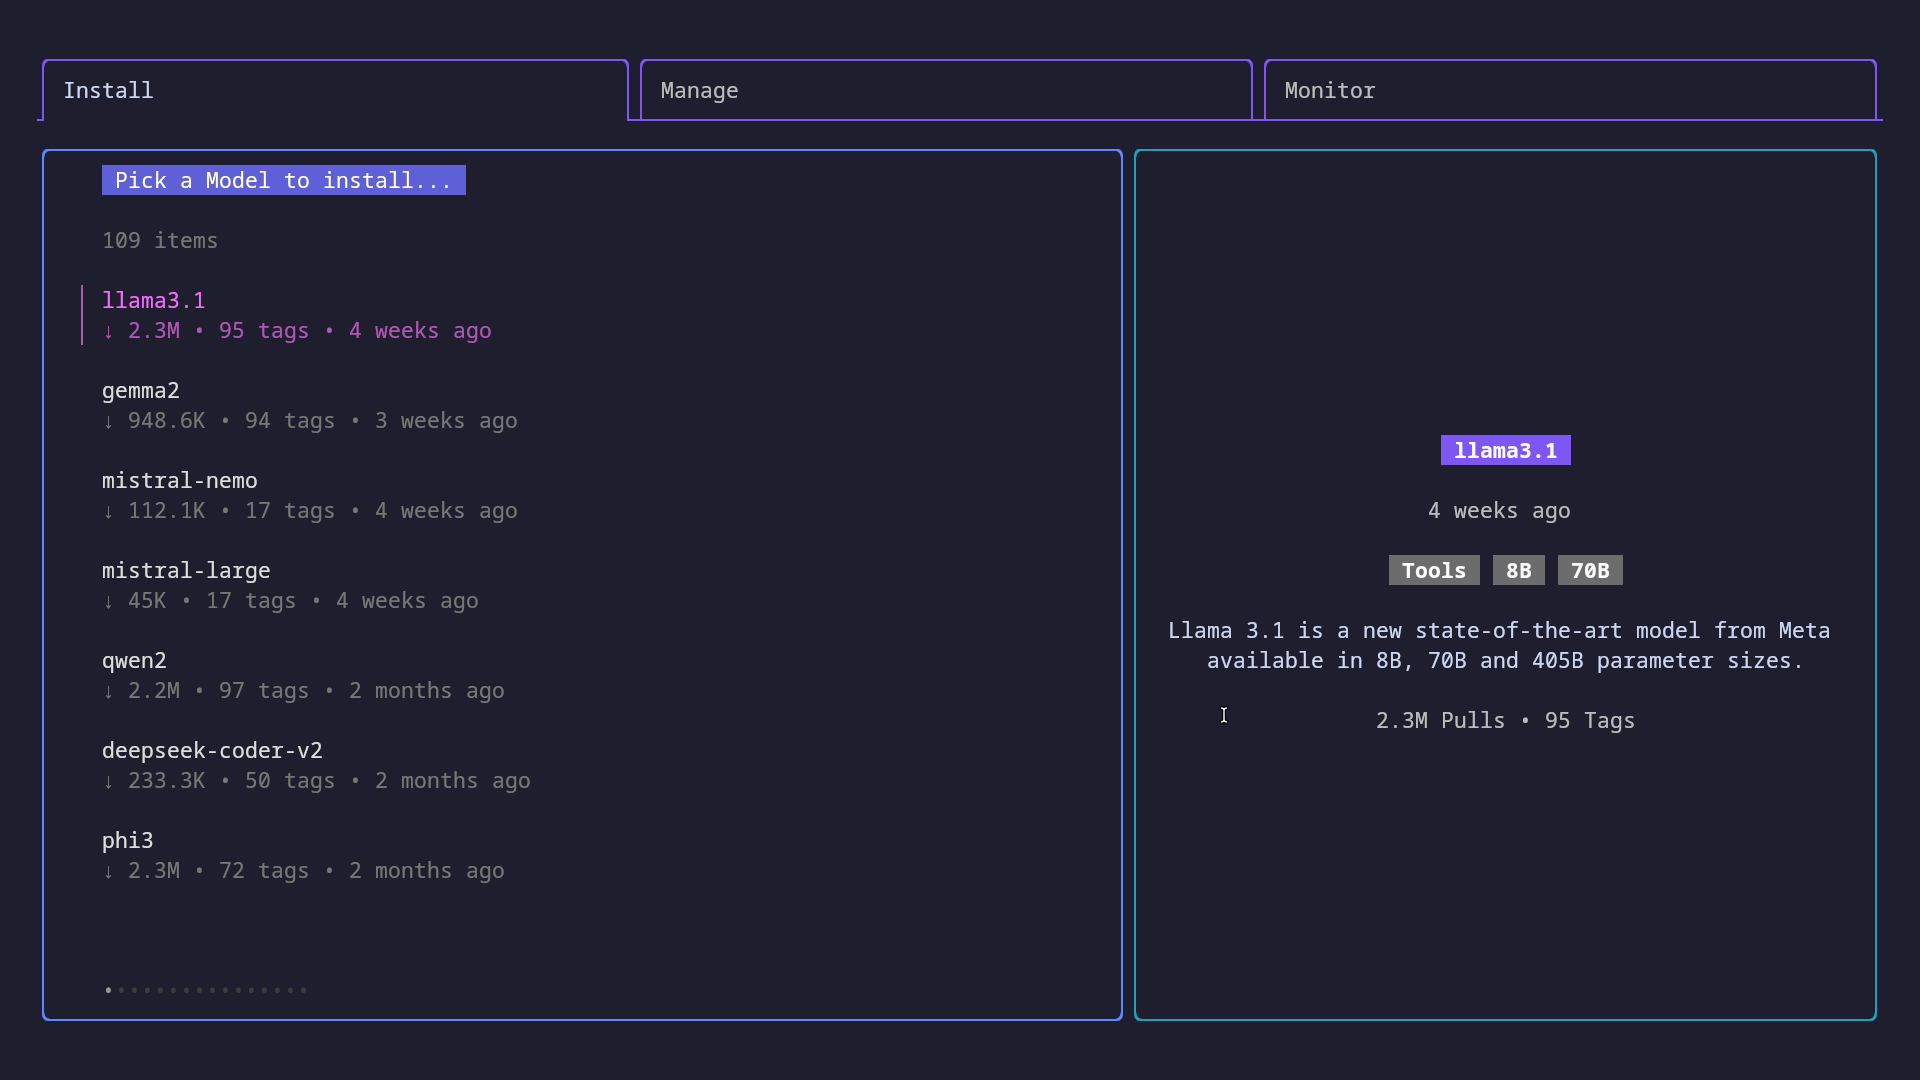 Install
Manage
Monitor
Pick a Model to install...
109 items
llama3.1
↓ 2.3M • 95 tags • 4 weeks ago
gemma2
↓ 948.6K • 94 tags • 3 weeks ago
mistral-nemo
↓ 112.1K • 17 tags • 4 weeks ago
mistral-large
↓ 45K • 17 tags • 4 weeks ago
qwen2
↓ 2.2M • 97 tags • 2 months ago
deepseek-coder-v2
↓ 233.3K • 50 tags • 2 months ago
phi3
↓ 2.3M • 72 tags • 2 months ago
llama3.1
4 weeks ago
Tools 8B 70B
Llama 3.1 is a new state-of-the-art model from Meta
available in 8B, 70B and 405B parameter sizes.
2.3M Pulls • 95 Tags